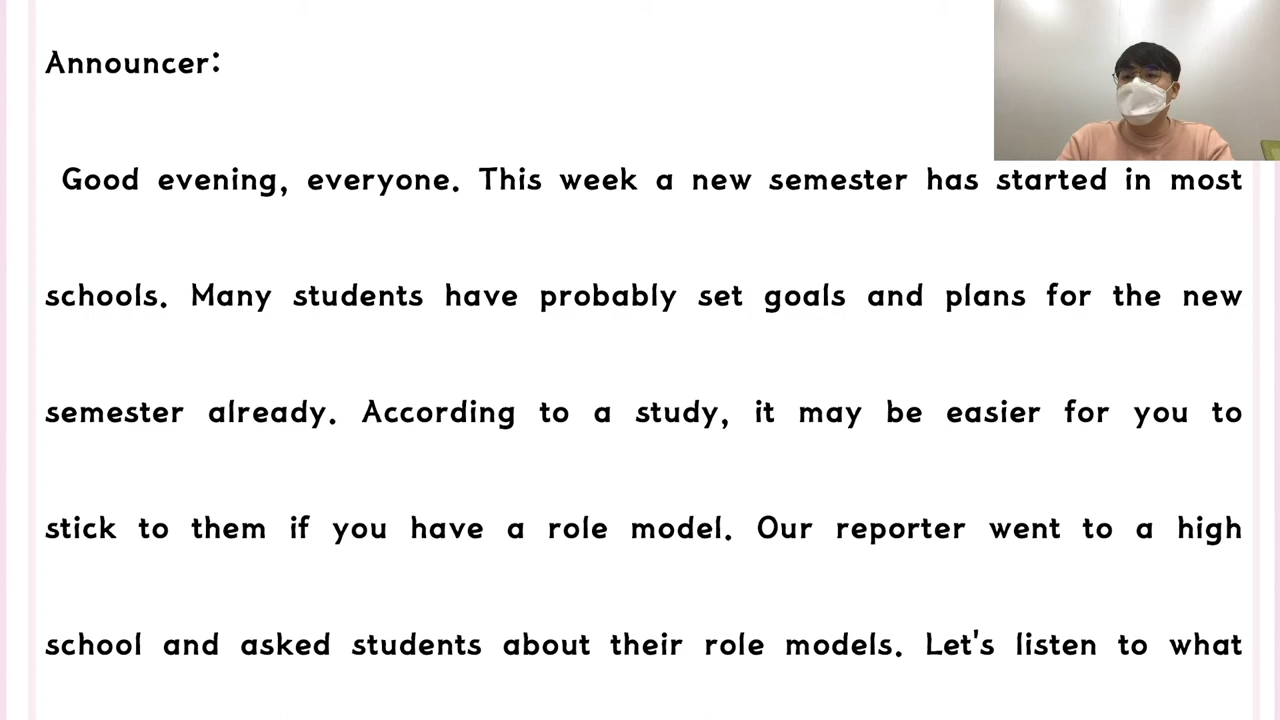 Announcer:
Good evening, everyone. This week a new semester has started in most
schools. Many students have probably set goals and plans for the new
semester already. According to a study, it may be easier for you to
stick to them if you have a role model. Our reporter went to a high
school and asked students about their role models. Let's listen to what